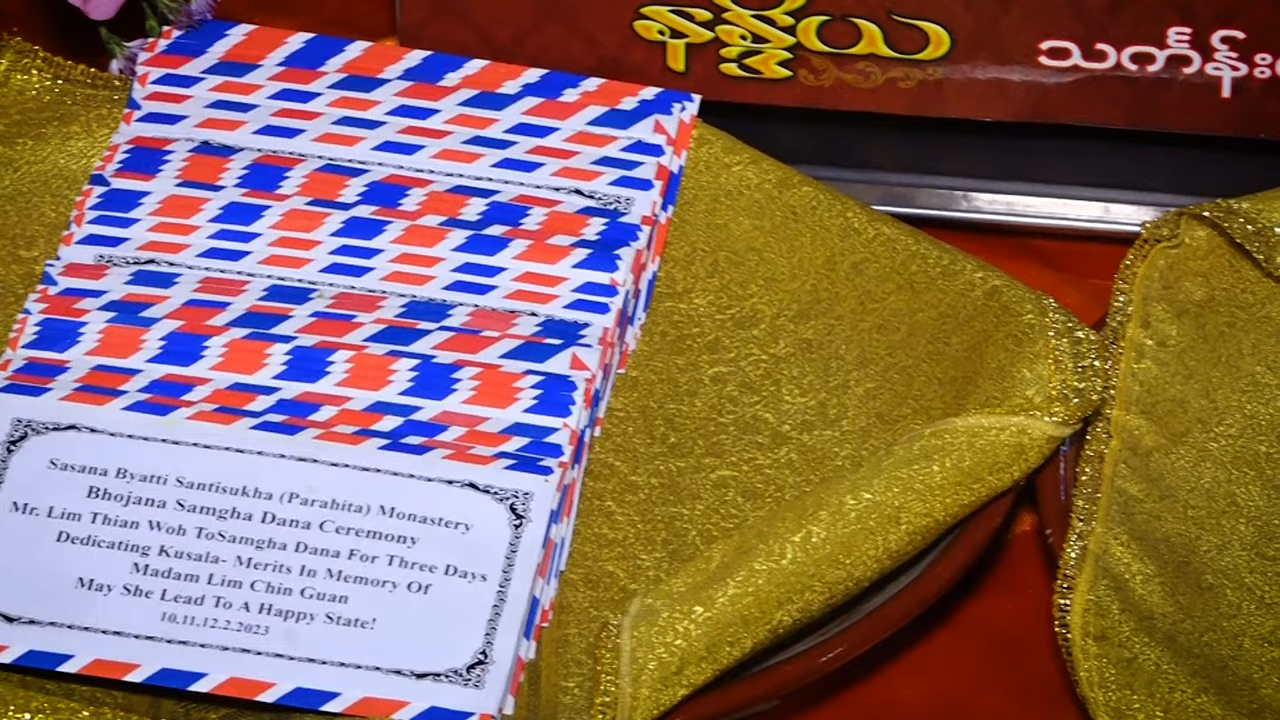 နန္ဒိယ
သင်္ကန်း
Sasana Byatti Santisukha (Parahita) Monastery
Bhojana Samgha Dana Ceremony
Mr. Lim Thian Woh ToSamgha Dana For Three Days
Dedicating Kusala- Merits In Memory Of
Madam Lim Chin Guan
May She Lead To A Happy State!
10.11.12.2.2023